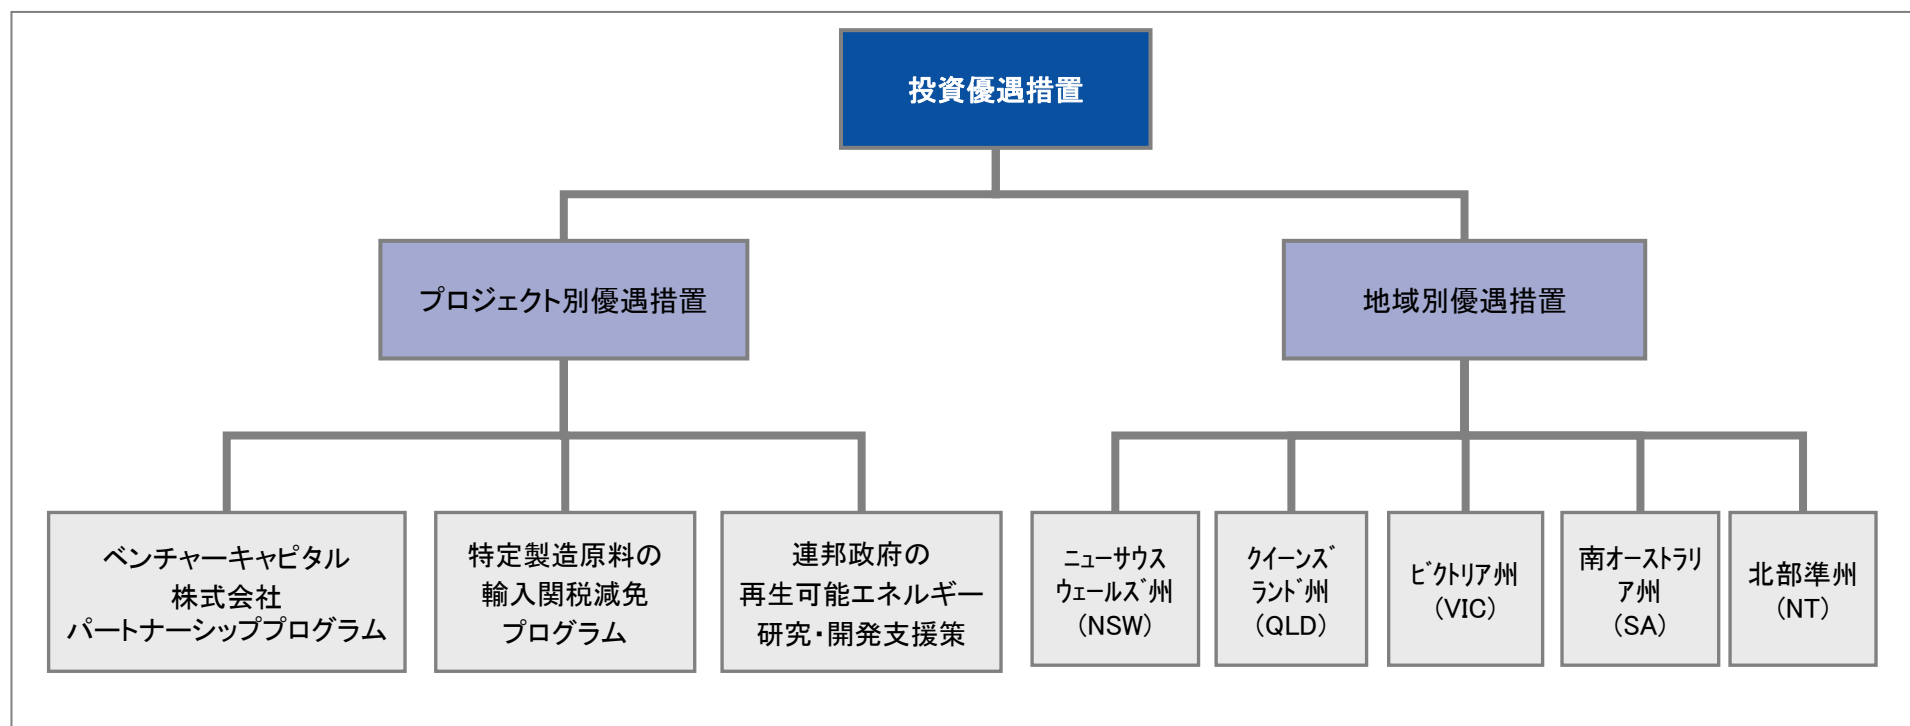 投資優遇措置
プロジェクト別優遇措置
地域別優遇措置
ベンチャーキャピタル
株式会社
パートナーシッププログラム
特定製造原料の
輸入関税減免
プログラム
連邦政府の
再生可能エネルギー
研究・開発支援策
ﾆｭｰサウス
ｳｪｰﾙｽﾞ州
(NSW)
ｸｲｰﾝｽﾞ
ﾗﾝﾄﾞ州
(QLD)
ﾋﾞｸﾄﾘｱ州
(VIC)
南ｵｰｽﾄﾗﾘ
ｱ州
(SA)
北部準州
(NT)